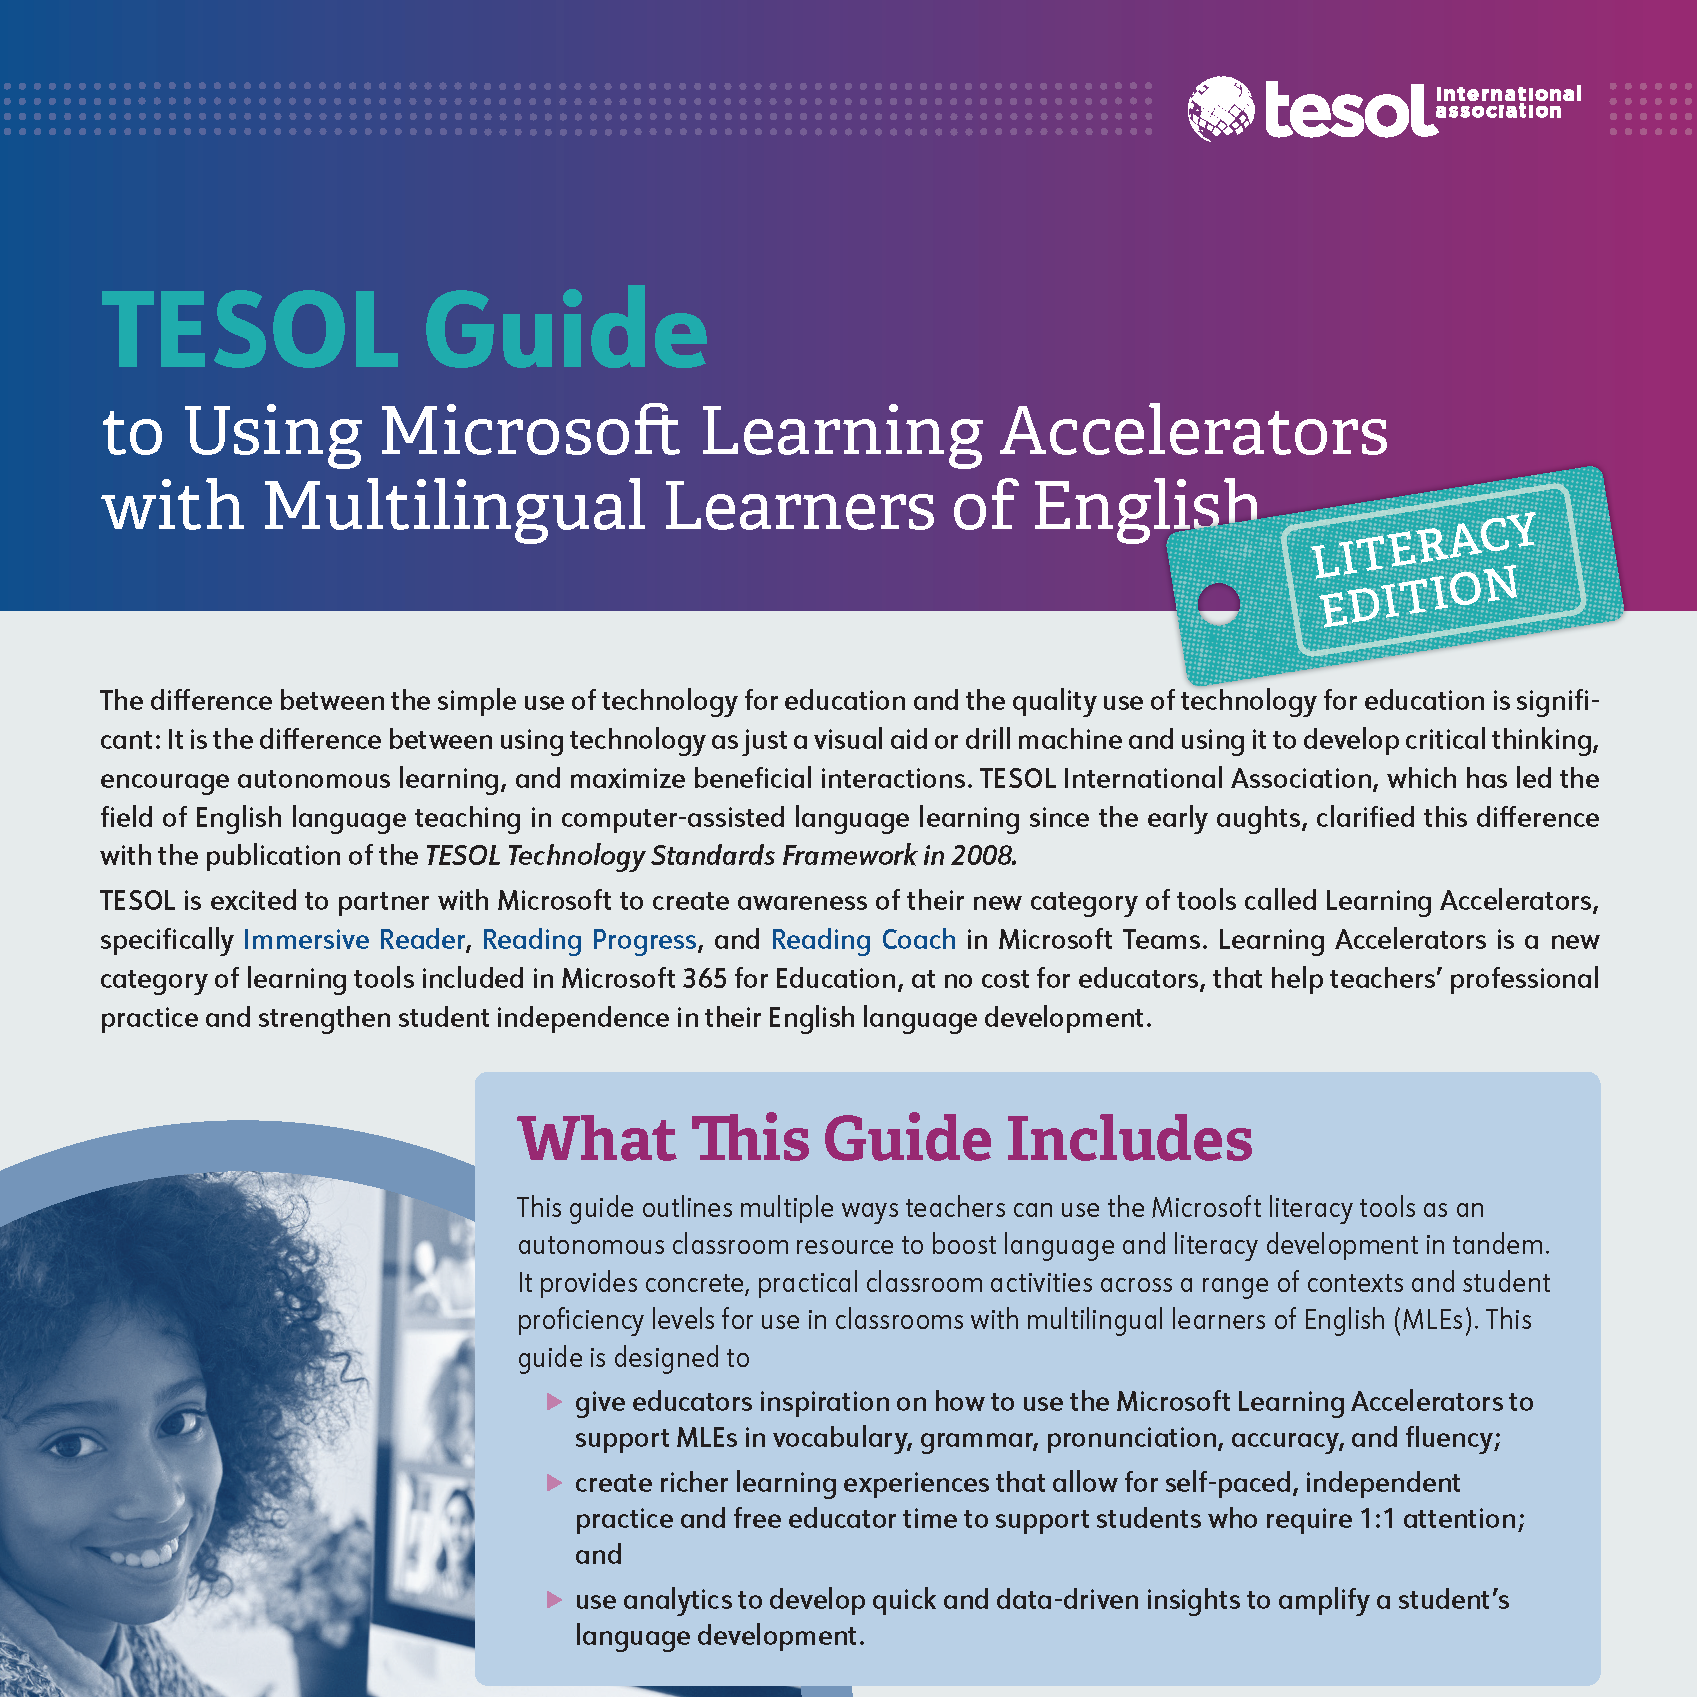 tesol international
association
TESOL Guide
to Using Microsoft Learning Accelerators
with Multilingual Learners of English
LITERACY
EDITION
The difference between the simple use of technology for education and the quality use of technology for education is signifi-
cant: It is the difference between using technology as just a visual aid or drill machine and using it to develop critical thinking,
encourage autonomous learning, and maximize beneficial interactions. TESOL International Association, which has led the
field of English language teaching in computer-assisted language learning since the early aughts, clarified this difference
with the publication of the TESOL Technology Standards Framework in 2008.
TESOL is excited to partner with Microsoft to create awareness of their new category of tools called Learning Accelerators,
specifically Immersive Reader, Reading Progress, and Reading Coach in Microsoft Teams. Learning Accelerators is a new
category of learning tools included in Microsoft 365 for Education, at no cost for educators, that help teachers’ professional
practice and strengthen student independence in their English language development.
What This Guide Includes
This guide outlines multiple ways teachers can use the Microsoft literacy tools as an
autonomous classroom resource to boost language and literacy development in tandem.
It provides concrete, practical classroom activities across a range of contexts and student
proficiency levels for use in classrooms with multilingual learners of English (MLEs). This
guide is designed to
▶ give educators inspiration on how to use the Microsoft Learning Accelerators to
support MLEs in vocabulary, grammar, pronunciation, accuracy, and fluency;
▶ create richer learning experiences that allow for self-paced, independent
practice and free educator time to support students who require 1:1 attention;
and
▶ use analytics to develop quick and data-driven insights to amplify a student’s
language development.